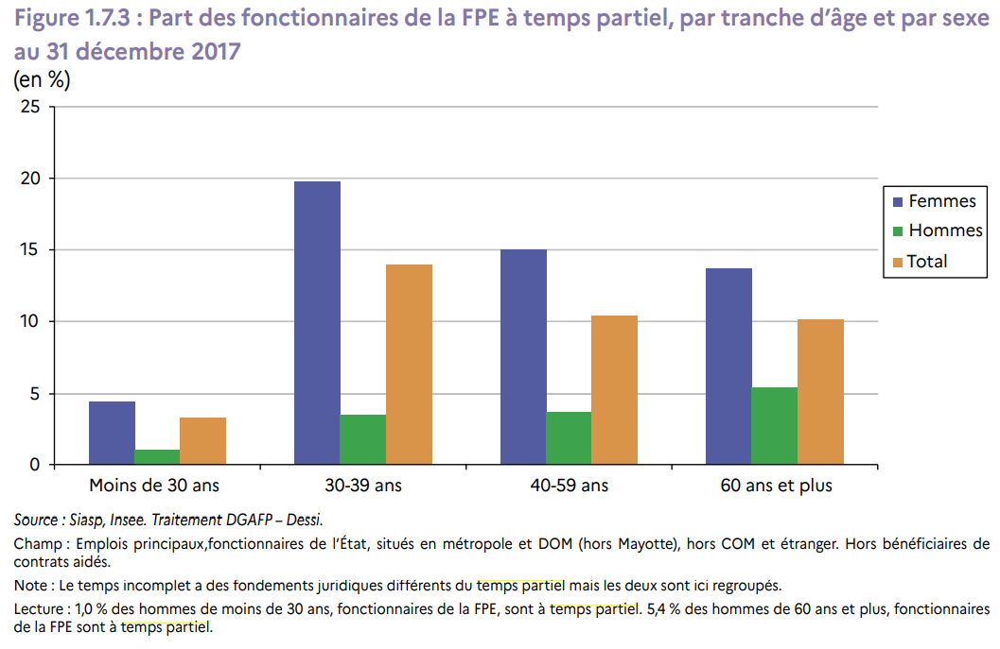 Figure 1.7.3 : Part des fonctionnaires de la FPE à temps partiel, par tranche d'âge et par sexe
au 31 décembre 2017
(en %)
25
20
15
10
5
0
Moins de 30 ans
30-39 ans
40-59 ans
60 ans et plus
Femmes
Hommes
Total
Source : Siasp, Insee. Traitement DGAFP – Dessi.
Champ : Emplois principaux,fonctionnaires de l'État, situés en métropole et DOM (hors Mayotte), hors COM et étranger. Hors bénéficiaires de
contrats aidés.
Note : Le temps incomplet a des fondements juridiques différents du temps partiel mais les deux sont ici regroupés.
Lecture : 1,0 % des hommes de moins de 30 ans, fonctionnaires de la FPE, sont à temps partiel. 5,4 % des hommes de 60 ans et plus, fonctionnaires
de la FPE sont à temps partiel.